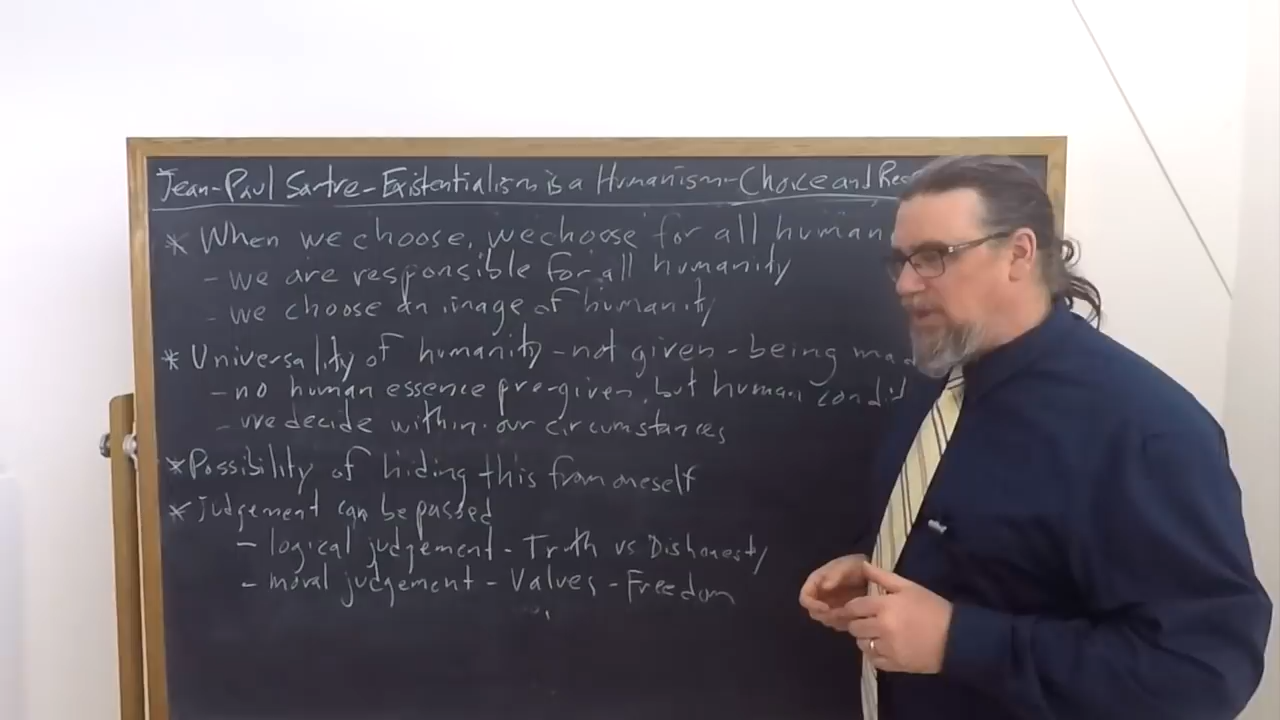 Jean-Paul Sartre - Existentialism is a Humanism - Choice and Res
* When we choose, we choose for all human
- we are responsible for all humanity
- we choose an image of humanity
* Universality of humanity - not given - being mad
- no human essence pre-given, but human condit
- we decide within our circumstances
* Possibility of hiding this from oneself
* judgement can be passed
- logical judgement - Truth vs Dishonesty
- moral judgement - Values - Freedom